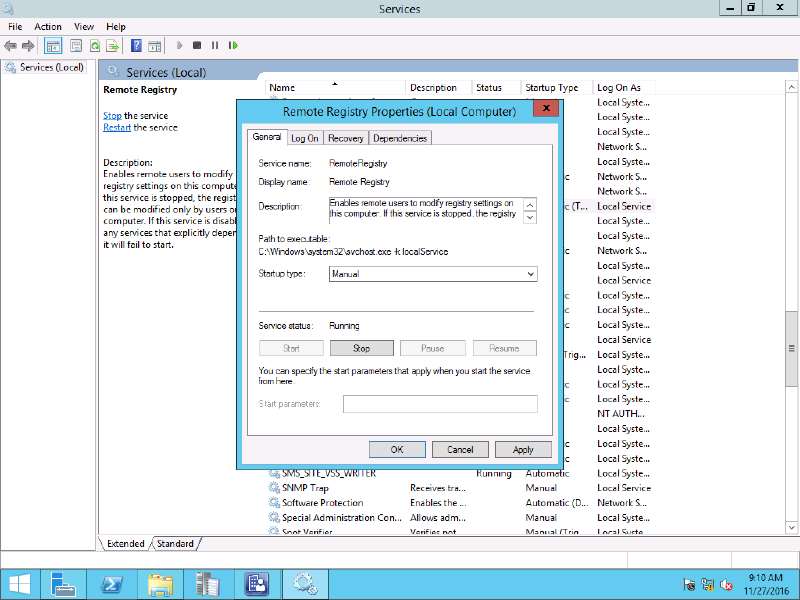 Services
File Action View Help
Services (Local)
Services (Local)
Remote Registry
Stop the service
Restart the service
Description:
Enables remote users to modify
registry settings on this compute
this service is stopped, the regist
can be modified only by users o
computer. If this service is disab
any services that explicitly deper
it will fail to start.
Name Description Status Startup Type Log On As
Local Syste...
Local Syste...
Local Syste...
Network S...
Local Syste...
Network S...
Network S...
(T... Local Service
Local Syste...
Local Syste...
Network S...
Local Syste...
Local Service
Local Syste...
Local Syste...
Local Service
Trig... Local Syste...
Local Syste...
Local Syste...
Local Syste...
NT AUTH...
Local Syste...
Local Syste...
Local Syste...
Remote Registry Properties (Local Computer)
General Log On Recovery Dependencies
Service name: RemoteRegistry
Display name: Remote Registry
Description: Enables remote users to modify registry settings on
this computer. If this service is stopped, the registry
Path to executable:
C:\Windows\system32\svchost.exe -k localService
Startup type: Manual
Service status: Running
Start Stop Pause Resume
You can specify the start parameters that apply when you start the service
from here.
Start parameters:
OK Cancel Apply
SMS_SITE_VSS_WRITER Running Automatic Local Syste...
SNMP Trap Receives tra... Manual Local Service
Software Protection Enables the ... Automatic (D... Network S...
Special Administration Con... Allows adm... Manual Local Syste...
Spot Verifier Verifies pot... Manual (Trig... Local Syste...
Extended Standard
9:10 AM
11/27/2016